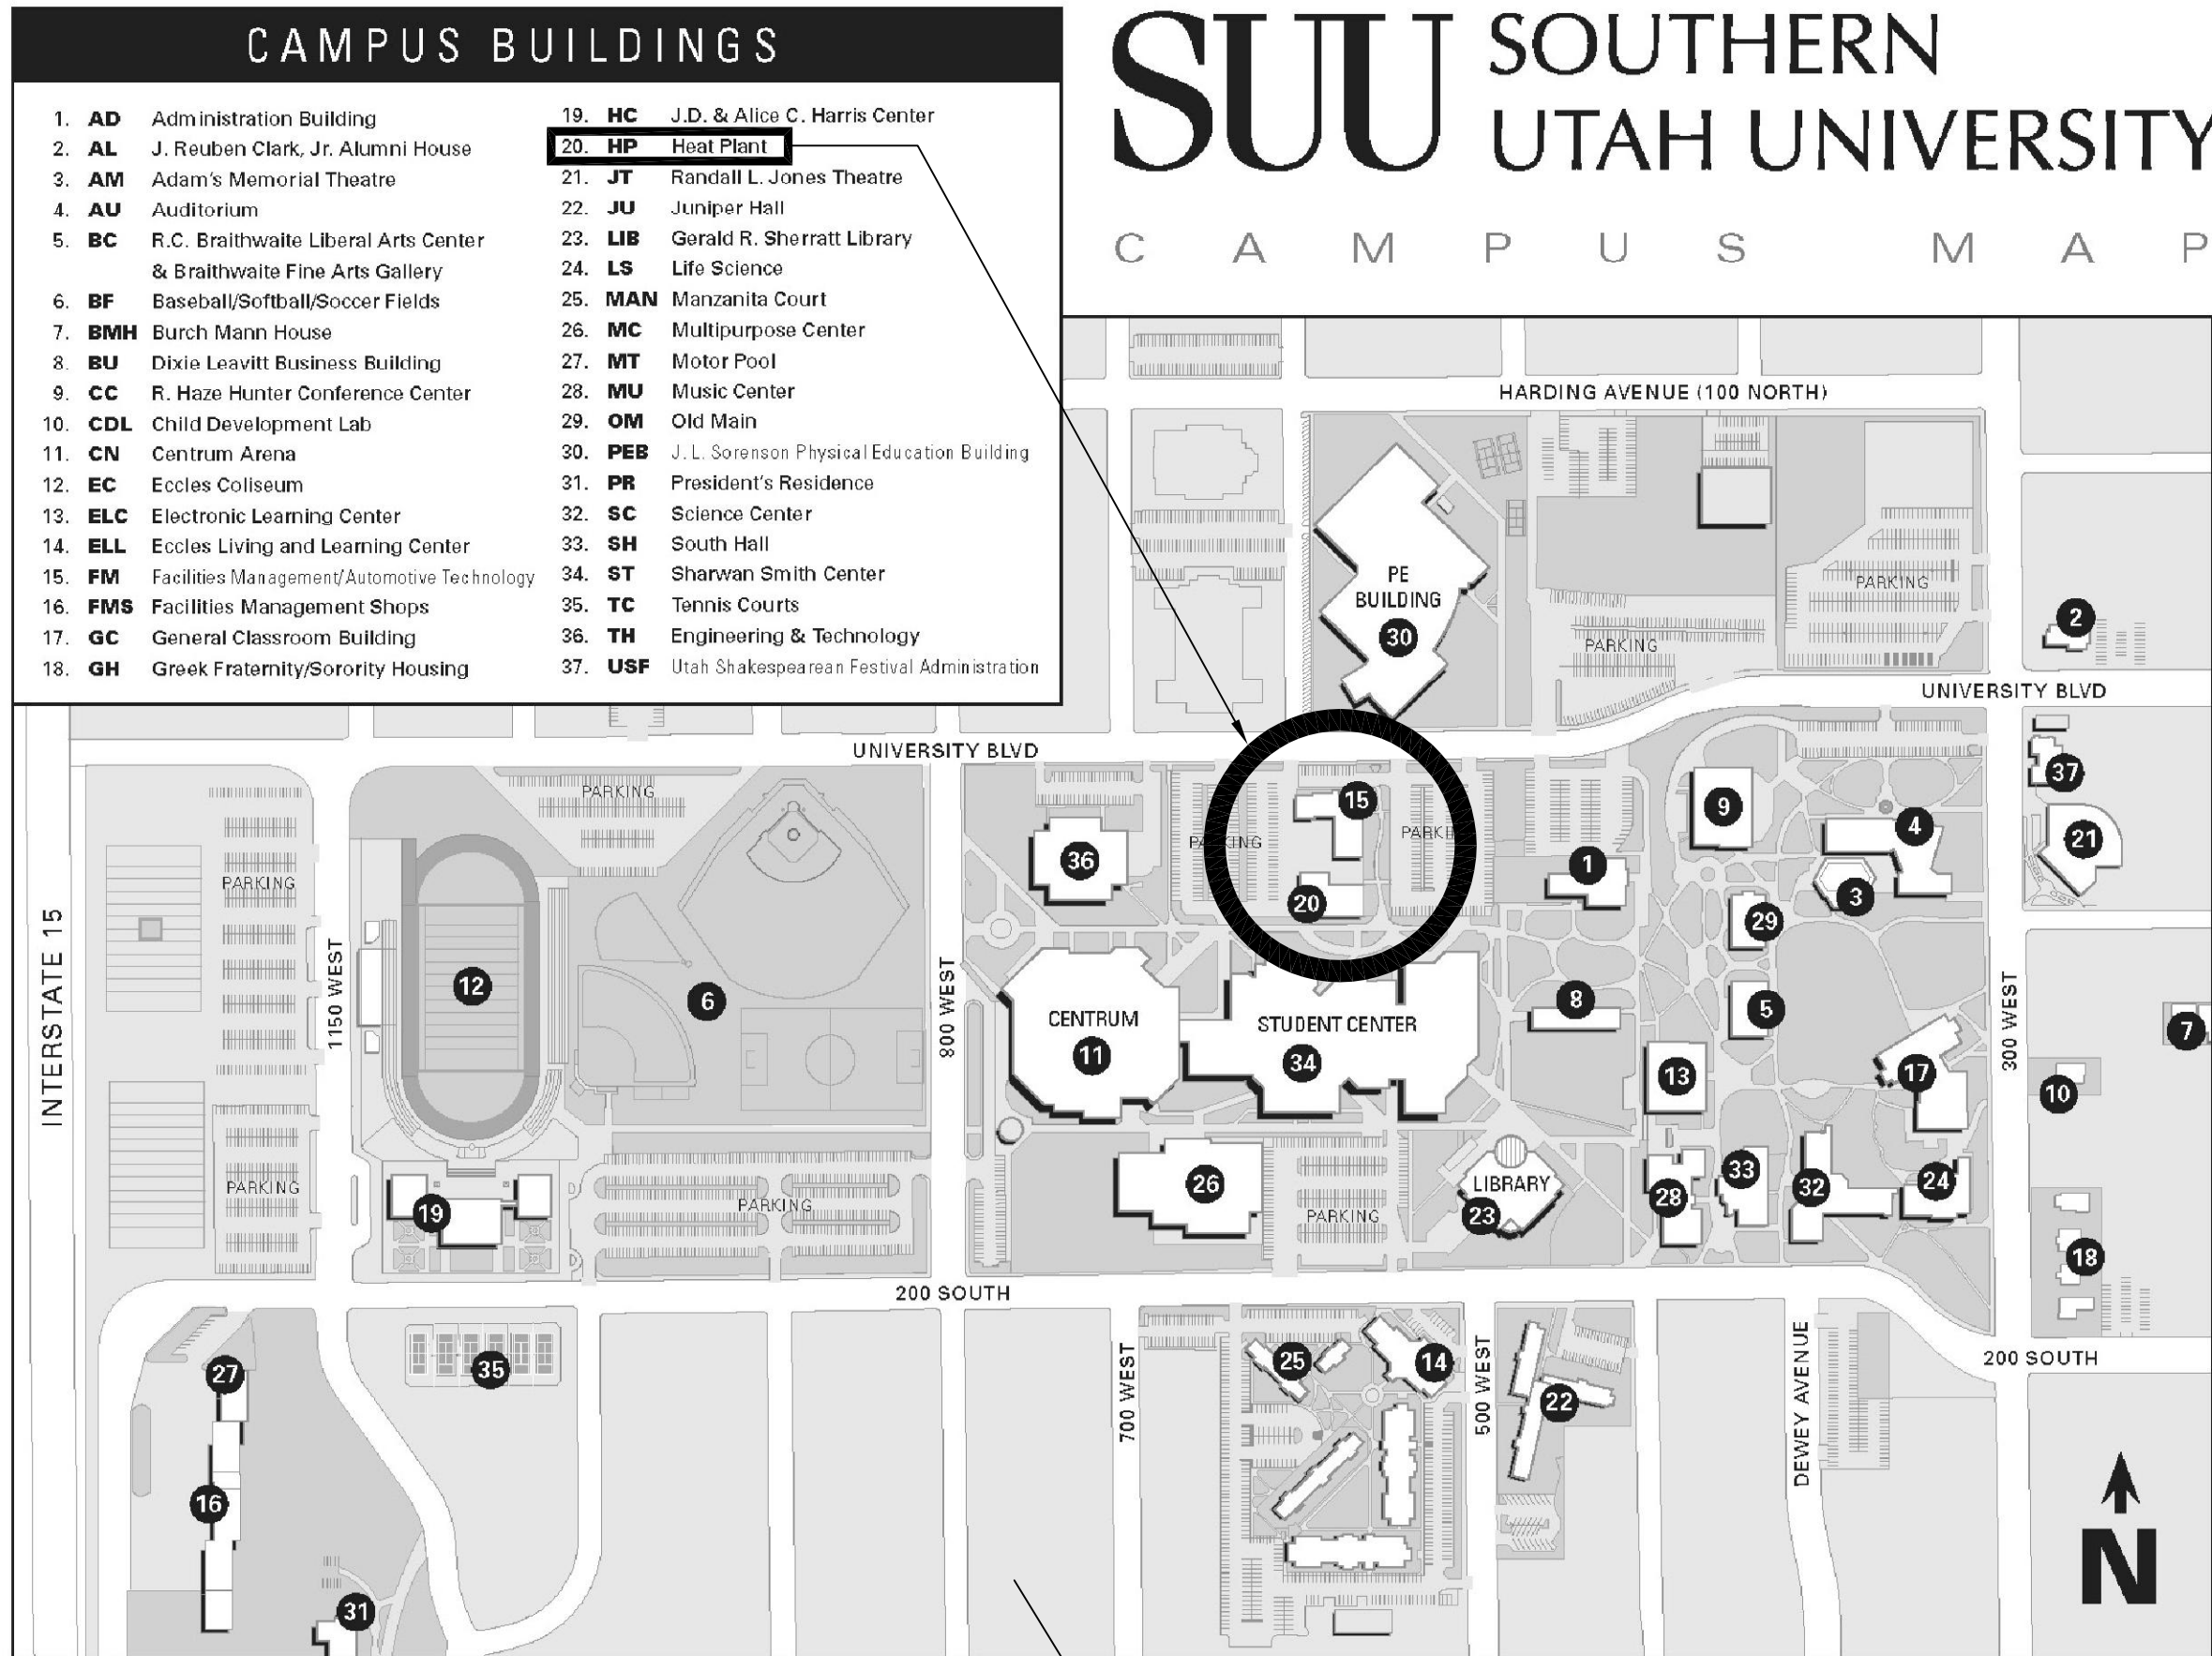 CAMPUS BUILDINGS
1. AD Administration Building
2. AL J. Reuben Clark, Jr. Alumni House
3. AM Adam's Memorial Theatre
4. AU Auditorium
5. BC R.C. Braithwaite Liberal Arts Center
& Braithwaite Fine Arts Gallery
6. BF Baseball/Softball/Soccer Fields
7. BMH Burch Mann House
8. BU Dixie Leavitt Business Building
9. CC R. Haze Hunter Conference Center
10. CDL Child Development Lab
11. CN Centrum Arena
12. EC Eccles Coliseum
13. ELC Electronic Learning Center
14. ELL Eccles Living and Learning Center
15. FM Facilities Management/Automotive Technology
16. FMS Facilities Management Shops
17. GC General Classroom Building
18. GH Greek Fraternity/Sorority Housing
19. HC J.D. & Alice C. Harris Center
20. HP Heat Plant
21. JT Randall L. Jones Theatre
22. JU Juniper Hall
23. LIB Gerald R. Sherratt Library
24. LS Life Science
25. MAN Manzanita Court
26. MC Multipurpose Center
27. MT Motor Pool
28. MU Music Center
29. OM Old Main
30. PEB J.L. Sorenson Physical Education Building
31. PR President's Residence
32. SC Science Center
33. SH South Hall
34. ST Sharwan Smith Center
35. TC Tennis Courts
36. TH Engineering & Technology
37. USF Utah Shakespearean Festival Administration
SUU SOUTHERN
UTAH UNIVERSITY
CAMPUS MAP
HARDING AVENUE (100 NORTH)
PE
BUILDING
30
PARKING
PARKING
2
UNIVERSITY BLVD
UNIVERSITY BLVD
37
PARKING
15
9
PARKING
PARKI
4
21
36
1
PARKING
20
3
29
INTERSTATE 15
1150 WEST
12
6
800 WEST
CENTRUM
11
STUDENT CENTER
34
8
5
300 WEST
7
13
17
10
PARKING
19
PARKING
26
PARKING
LIBRARY
23
28
33
32
24
18
200 SOUTH
27
35
700 WEST
25
14
500 WEST
22
DEWEY AVENUE
200 SOUTH
16
31
N